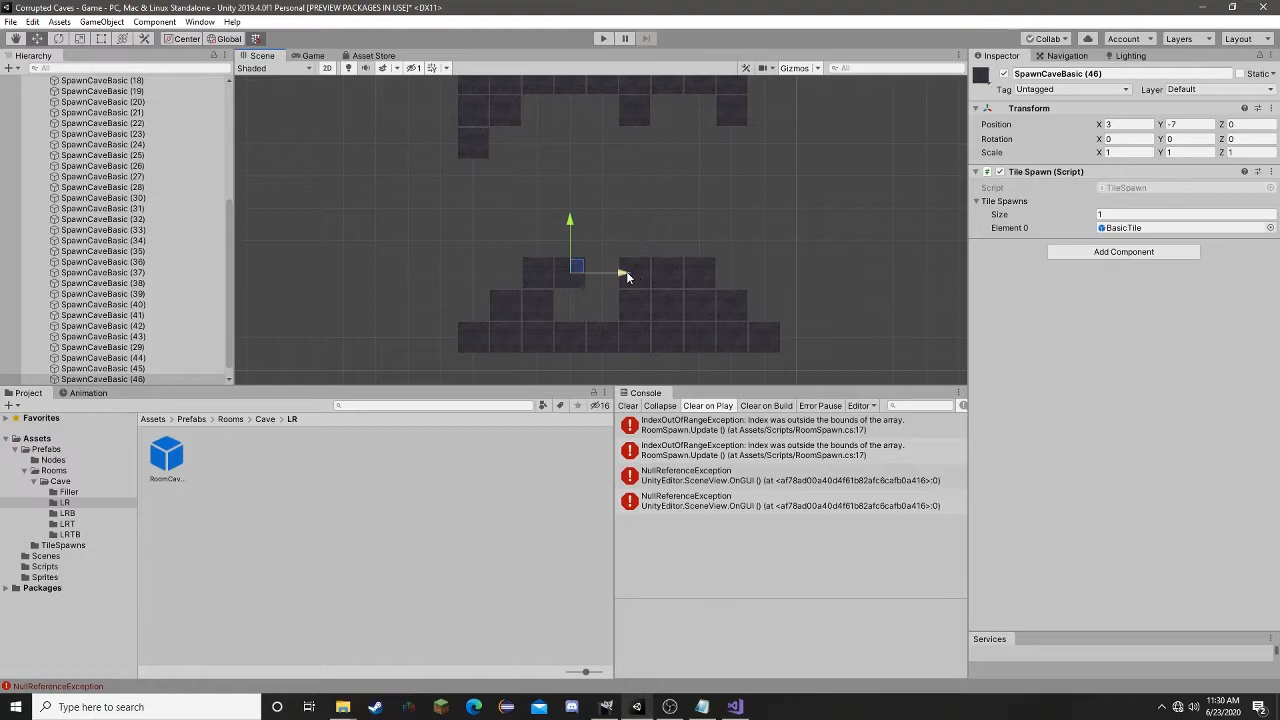 Corrupted Caves - Game - PC, Mac & Linux Standalone - Unity 2019.4.0f1 Personal [PREVIEW PACKAGES IN USE]* <DX11>
File Edit Assets GameObject Component Window Help
Center Global Collab Account Layers Layout
Hierarchy Scene Game Asset Store Inspector Navigation Lighting
All Shaded 2D 1 Gizmos All
SpawnCaveBasic (46) Static
Tag Untagged Layer Default
Transform
Position X 3 Y -7 Z 0
Rotation X 0 Y 0 Z 0
Scale X 1 Y 1 Z 1
Tile Spawn (Script)
Script TileSpawn
Tile Spawns
Size 1
Element 0 BasicTile
Add Component
SpawnCaveBasic (18)
SpawnCaveBasic (19)
SpawnCaveBasic (20)
SpawnCaveBasic (21)
SpawnCaveBasic (22)
SpawnCaveBasic (23)
SpawnCaveBasic (24)
SpawnCaveBasic (25)
SpawnCaveBasic (26)
SpawnCaveBasic (27)
SpawnCaveBasic (28)
SpawnCaveBasic (30)
SpawnCaveBasic (31)
SpawnCaveBasic (32)
SpawnCaveBasic (33)
SpawnCaveBasic (34)
SpawnCaveBasic (35)
SpawnCaveBasic (36)
SpawnCaveBasic (37)
SpawnCaveBasic (38)
SpawnCaveBasic (39)
SpawnCaveBasic (40)
SpawnCaveBasic (41)
SpawnCaveBasic (42)
SpawnCaveBasic (43)
SpawnCaveBasic (29)
SpawnCaveBasic (44)
SpawnCaveBasic (45)
SpawnCaveBasic (46)
Project Animation
16
Favorites
Assets
Prefabs
Nodes
Rooms
Cave
Filler
LR
LRB
LRT
LRTB
TileSpawns
Scenes
Scripts
Sprites
Packages
Assets > Prefabs > Rooms > Cave > LR
RoomCav...
Console
Clear Collapse Clear on Play Clear on Build Error Pause Editor
IndexOutOfRangeException: Index was outside the bounds of the array.
RoomSpawn.Update () (at Assets/Scripts/RoomSpawn.cs:17)
IndexOutOfRangeException: Index was outside the bounds of the array.
RoomSpawn.Update () (at Assets/Scripts/RoomSpawn.cs:17)
NullReferenceException
UnityEditor.SceneView.OnGUI () (at <af78ad00a40d4f61b82afc6cafb0a416>:0)
NullReferenceException
UnityEditor.SceneView.OnGUI () (at <af78ad00a40d4f61b82afc6cafb0a416>:0)
Services
NullReferenceException
Type here to search
11:30 AM
6/23/2020